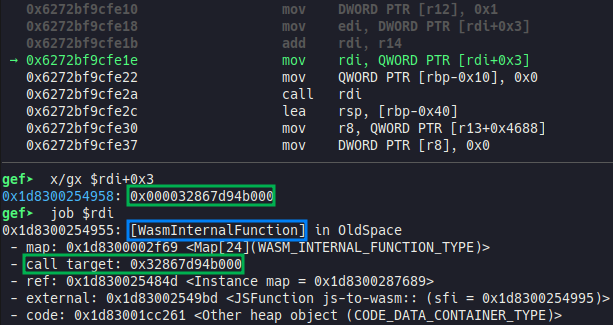 0x6272bf9cfe10 mov DWORD PTR [r12], 0x1
0x6272bf9cfe18 mov edi, DWORD PTR [rdi+0x3]
0x6272bf9cfe1b add rdi, r14
→ 0x6272bf9cfe1e mov rdi, QWORD PTR [rdi+0x3]
0x6272bf9cfe22 mov QWORD PTR [rbp-0x10], 0x0
0x6272bf9cfe2a call rdi
0x6272bf9cfe2c lea rsp, [rbp-0x40]
0x6272bf9cfe30 mov r8, QWORD PTR [r13+0x4688]
0x6272bf9cfe37 mov DWORD PTR [r8], 0x0
gef➤ x/gx $rdi+0x3
0x1d8300254958: 0x000032867d94b000
gef➤ job $rdi
0x1d8300254955: [WasmInternalFunction] in OldSpace
- map: 0x1d8300002f69 <Map[24](WASM_INTERNAL_FUNCTION_TYPE)>
- call target: 0x32867d94b000
- ref: 0x1d830025484d <Instance map = 0x1d8300287689>
- external: 0x1d83002549bd <JSFunction js-to-wasm:: (sfi = 0x1d8300254995)>
- code: 0x1d83001cc261 <Other heap object (CODE_DATA_CONTAINER_TYPE)>